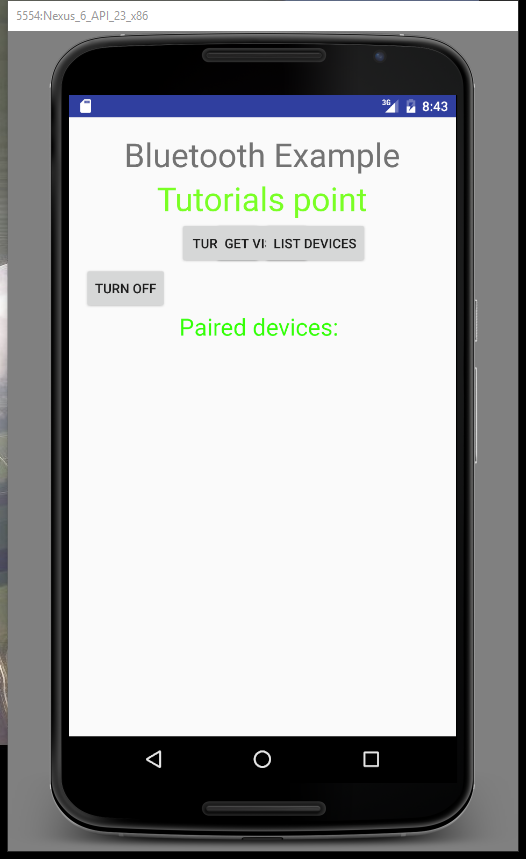 5554:Nexus_6_API_23_x86
3G 8:43
Bluetooth Example
Tutorials point
TUR GET VI LIST DEVICES
TURN OFF
Paired devices: